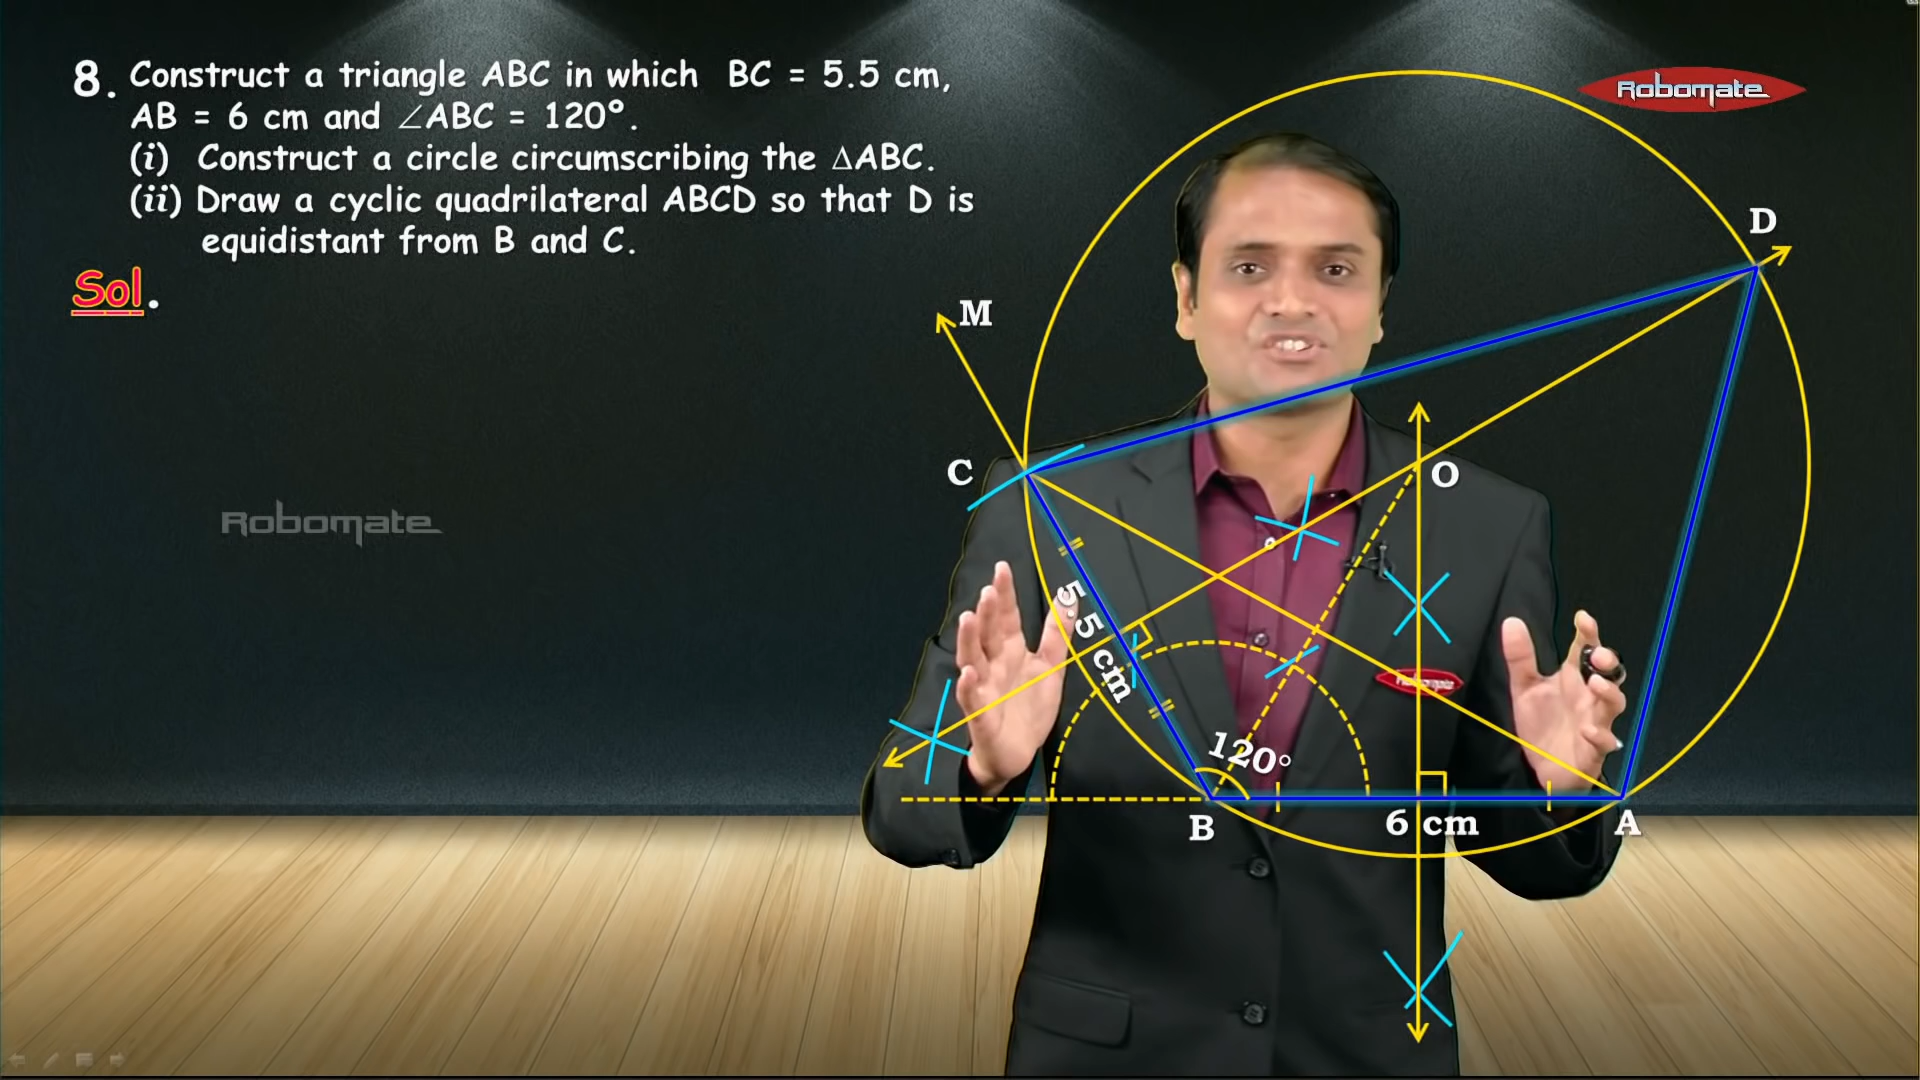 8. Construct a triangle ABC in which BC = 5.5 cm,
AB = 6 cm and ∠ABC = 120°.
(i) Construct a circle circumscribing the ΔABC.
(ii) Draw a cyclic quadrilateral ABCD so that D is
equidistant from B and C.
Sol.
Robomate
D
M
C
O
5.5 cm
Robomate
Robomate
120°
B
6 cm
A